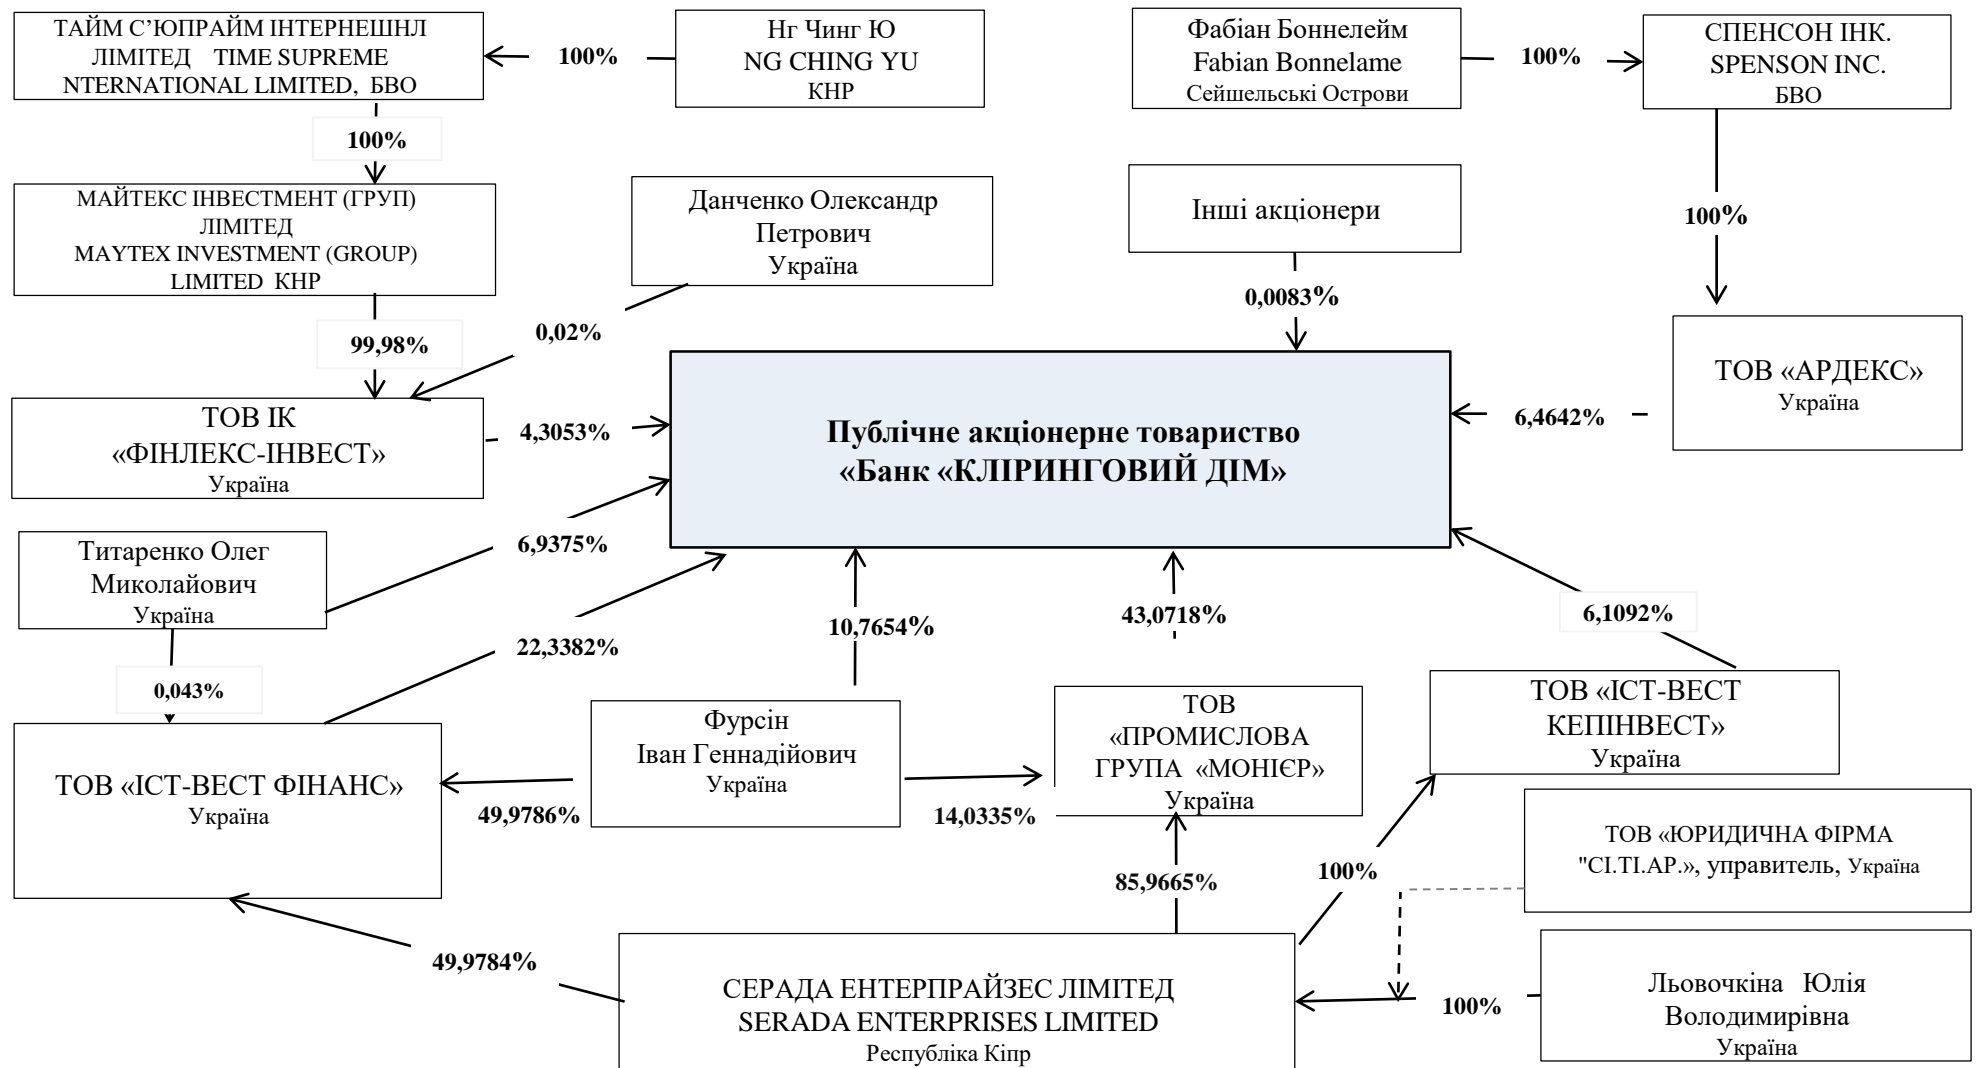 ТАЙМ С’ЮПРАЙМ ІНТЕРНЕШНЛ
ЛІМІТЕД TIME SUPREME
NTERNATIONAL LIMITED, БВО
100%
Нг Чинг Ю
NG CHING YU
КНР
Фабіан Боннелейм
Fabian Bonnelame
Сейшельські Острови
100%
СПЕНСОН ІНК.
SPENSON INC.
БВО
100%
МАЙТЕКС ІНВЕСТМЕНТ (ГРУП)
ЛІМІТЕД
MAYTEX INVESTMENT (GROUP)
LIMITED КНР
Данченко Олександр
Петрович
Україна
Інші акціонери
100%
99,98%
0,02%
0,0083%
ТОВ «АРДЕКС»
Україна
ТОВ ІК
«ФІНЛЕКС-ІНВЕСТ»
Україна
4,3053%
Публічне акціонерне товариство
«Банк «КЛІРИНГОВИЙ ДІМ»
6,4642%
Титаренко Олег
Миколайович
Україна
6,9375%
22,3382%
10,7654%
43,0718%
6,1092%
0,043%
ТОВ «ІСТ-ВЕСТ ФІНАНС»
Україна
49,9786%
Фурсін
Іван Геннадійович
Україна
14,0335%
ТОВ
«ПРОМИСЛОВА
ГРУПА «МОНІЄР»
Україна
ТОВ «ІСТ-ВЕСТ
КЕПІНВЕСТ»
Україна
85,9665%
100%
ТОВ «ЮРИДИЧНА ФІРМА
"СІ.ТІ.АР.», управитель, Україна
49,9784%
СЕРАДА ЕНТЕРПРАЙЗЕС ЛІМІТЕД
SERADA ENTERPRISES LIMITED
Республіка Кіпр
100%
Льовочкіна Юлія
Володимирівна
Україна